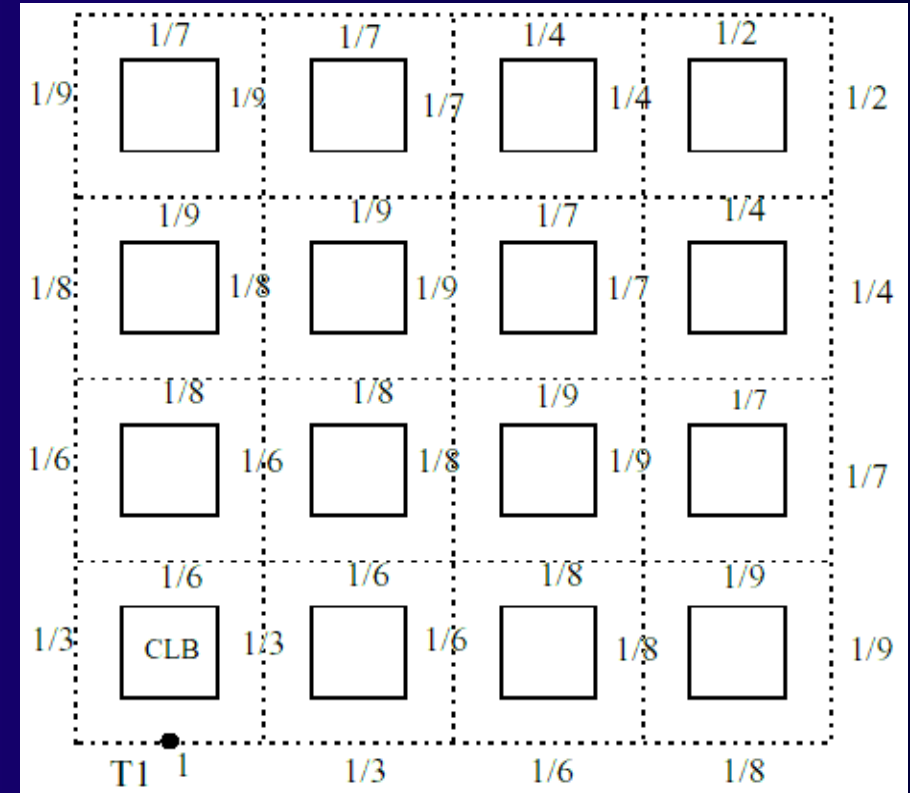 1/7 1/7 1/4 1/2
1/9 1/9 1/7 1/4 1/2
1/9 1/9 1/7 1/4
1/8 1/8 1/9 1/7 1/4
1/8 1/8 1/9 1/7
1/6 1/6 1/8 1/9 1/7
1/6 1/6 1/8 1/9
1/3 CLB 1/3 1/6 1/8 1/9
T1 1 1/3 1/6 1/8